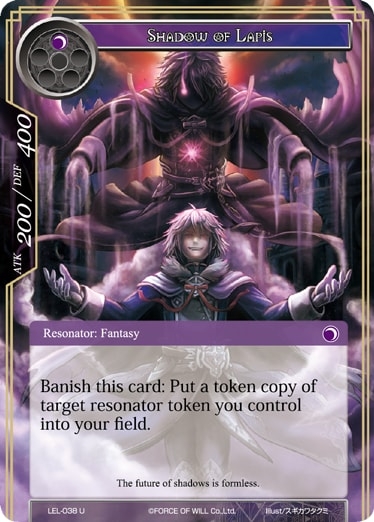 Shadow of Lapis
ATK 200 / DEF 400
Resonator: Fantasy
Banish this card: Put a token copy of
target resonator token you control
into your field.
The future of shadows is formless.
LEL-038 U ©FORCE OF WILL Co.,Ltd. Illust/スギカワタクミ